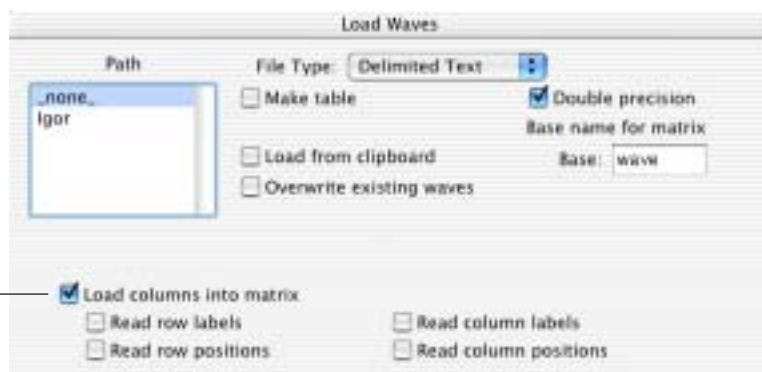 Load Waves
Path
File Type: Delimited Text
_none_
Igor
Make table
Double precision
Base name for matrix
Load from clipboard
Base: wave
Overwrite existing waves
Load columns into matrix
Read row labels
Read column labels
Read row positions
Read column positions